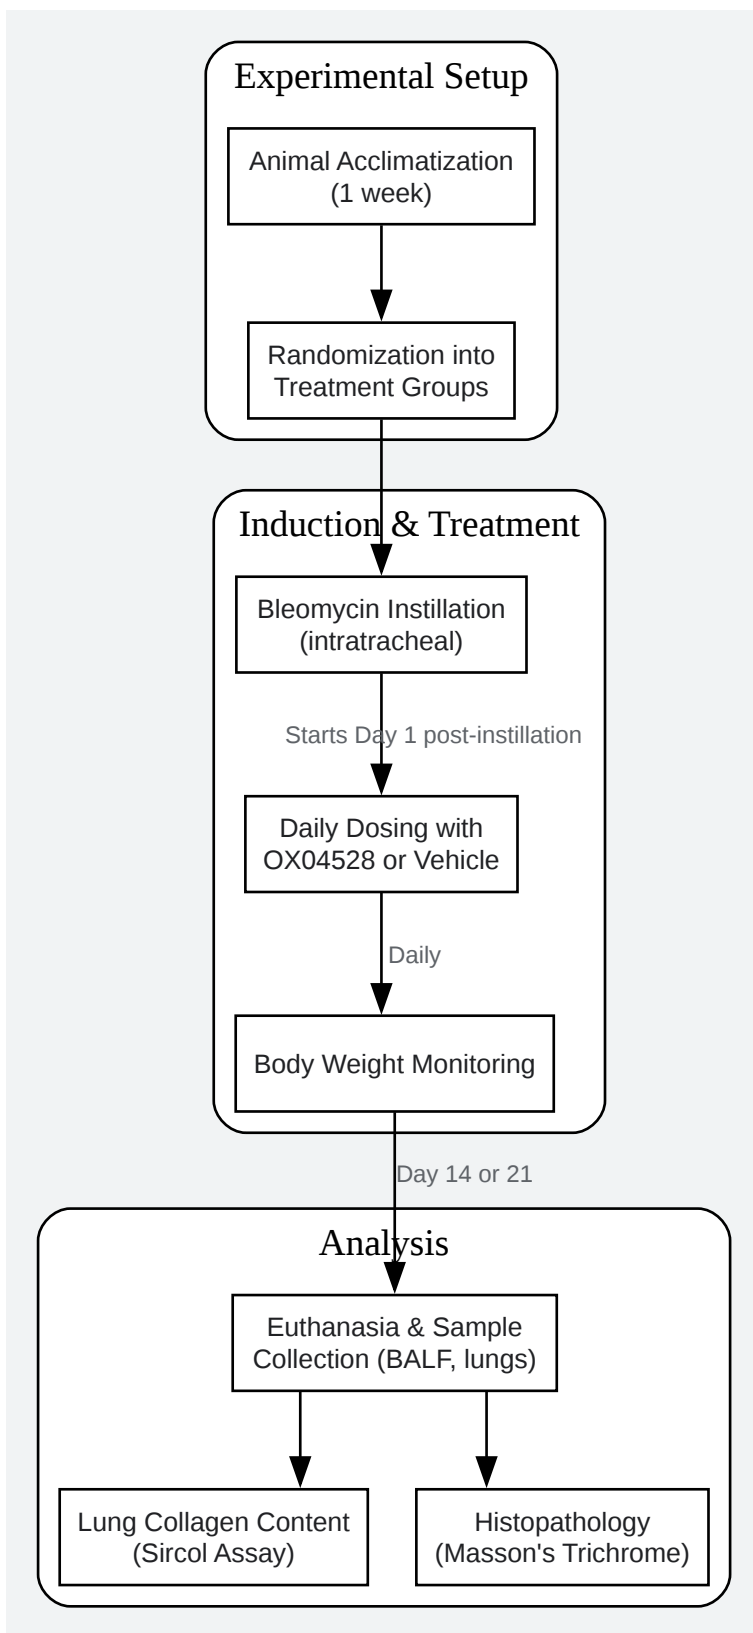 Experimental Setup
Animal Acclimatization
(1 week)
Randomization into
Treatment Groups
Induction & Treatment
Bleomycin Instillation
(intratracheal)
Starts Day 1 post-instillation
Daily Dosing with
OX04528 or Vehicle
Daily
Body Weight Monitoring
Day 14 or 21
Analysis
Euthanasia & Sample
Collection (BALF, lungs)
Lung Collagen Content
(Sircol Assay)
Histopathology
(Masson's Trichrome)